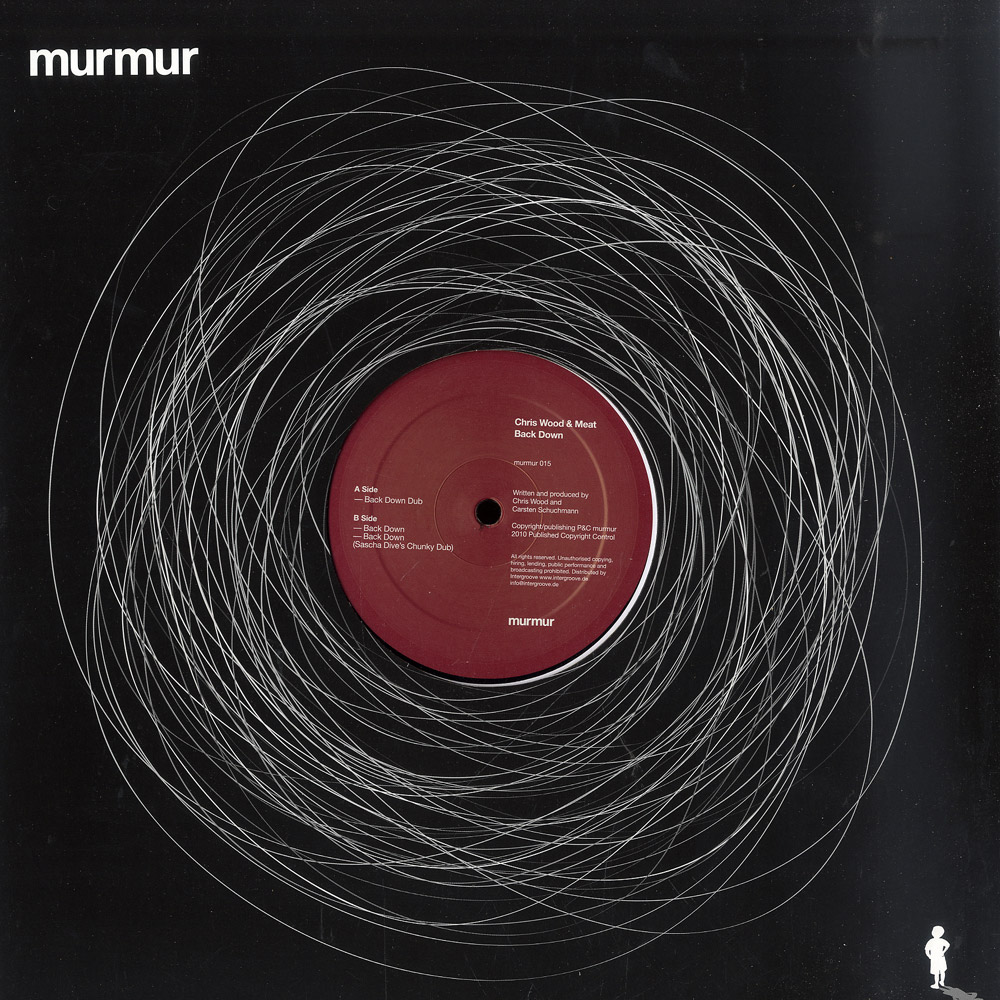 murmur
Chris Wood & Meat
Back Down
murmur 015
A Side
— Back Down Dub
B Side
— Back Down
— Back Down
(Sascha Dive's Chunky Dub)
Written and produced by
Chris Wood and
Carsten Schuchmann
Copyright/publishing P&C murmur
2010 Published Copyright Control
All rights reserved. Unauthorised copying,
hiring, lending, public performance and
broadcasting prohibited. Distributed by
Intergroove www.intergroove.de
info@intergroove.de
murmur